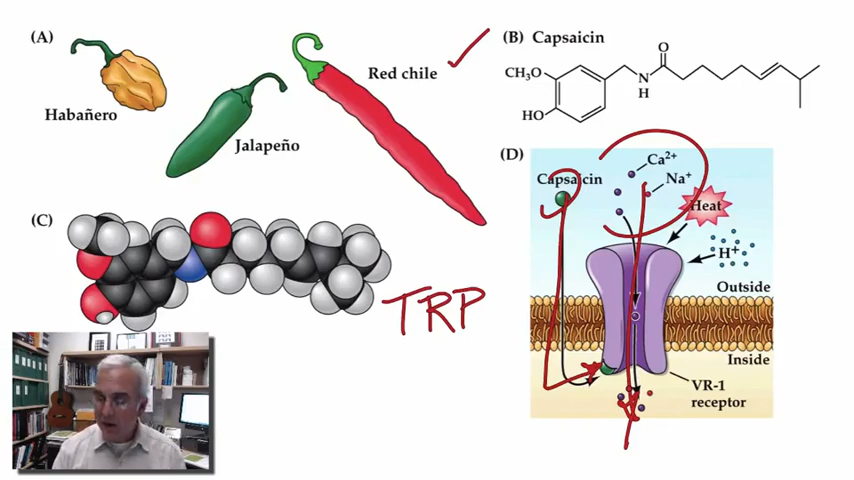 (A)
Habañero
Jalapeño
Red chile
(B) Capsaicin
O
CH₃O
N
H
HO
(C)
TRP
(D)
Capsaicin
Ca²⁺
Na⁺
Heat
H⁺
Outside
Inside
VR-1
receptor